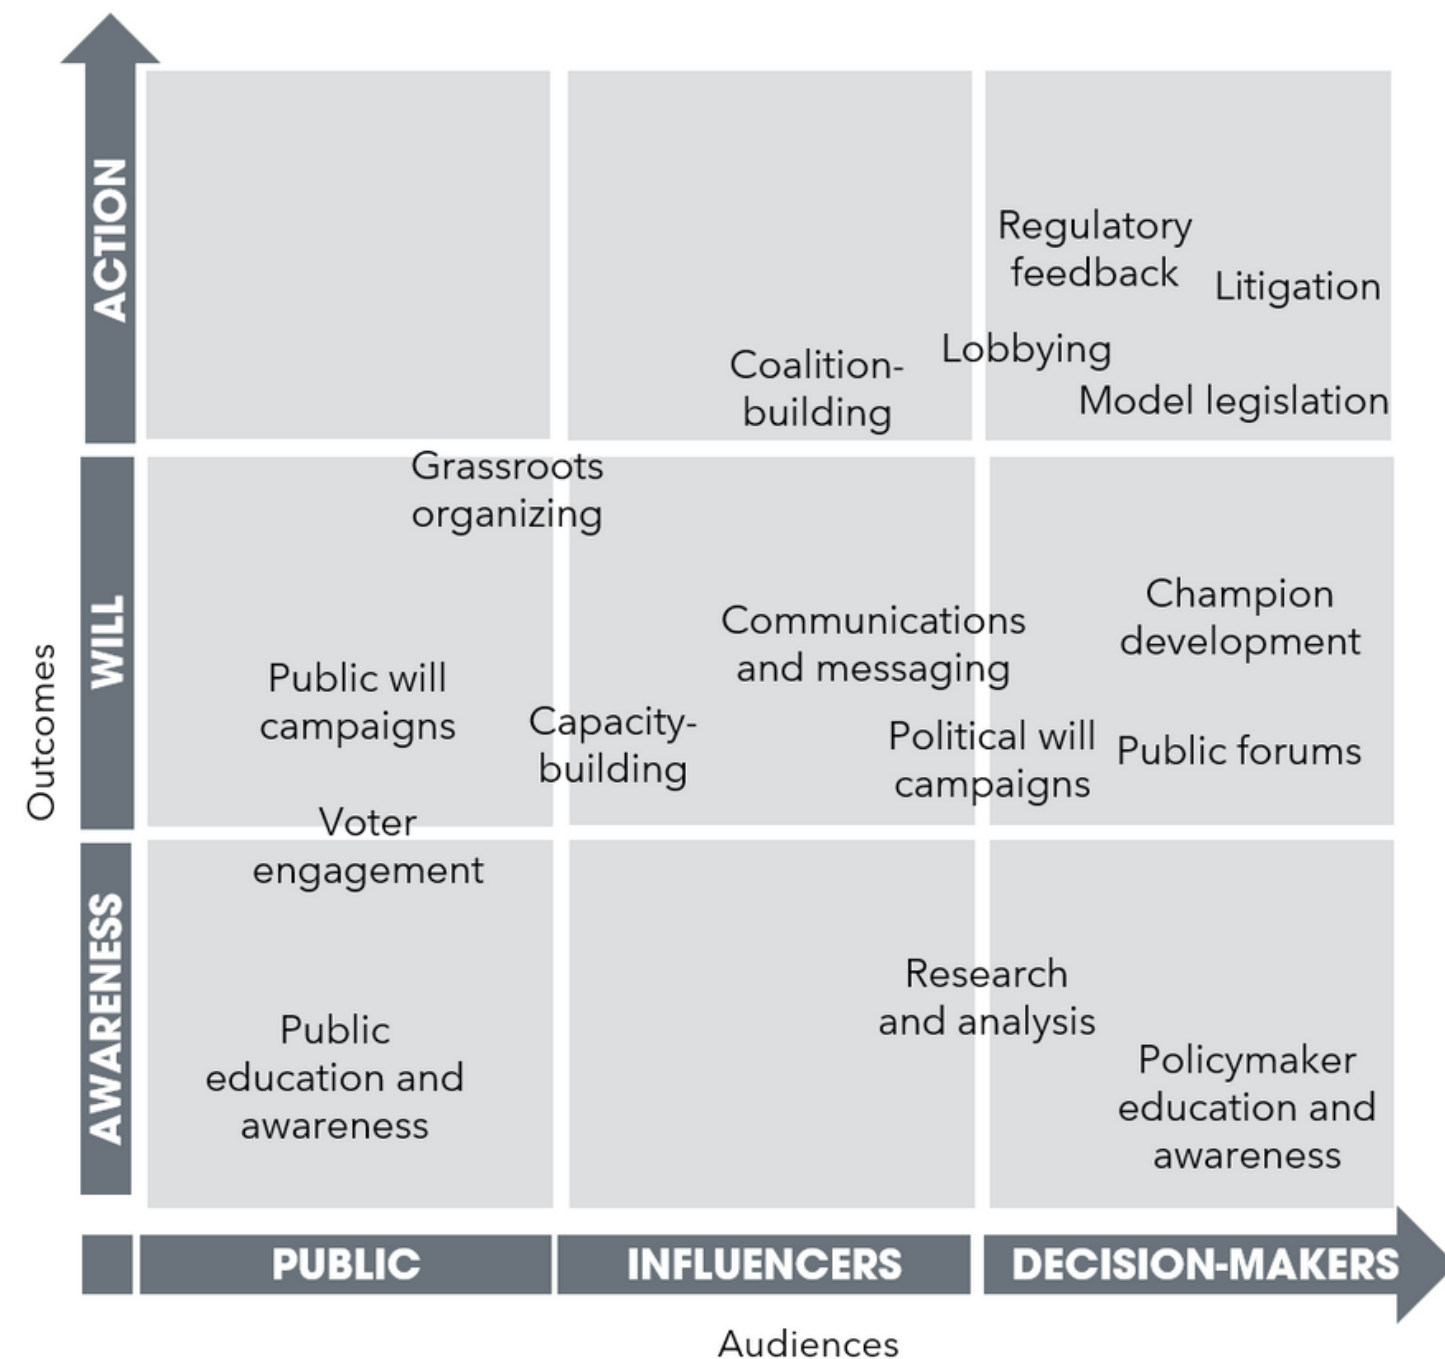 ACTION
Regulatory
feedback
Litigation
Lobbying
Coalition-
building
Model legislation
WILL
Grassroots
organizing
Champion
development
Communications
and messaging
Public will
campaigns
Capacity-
building
Political will
campaigns
Public forums
Outcomes
Voter
engagement
AWARENESS
Research
and analysis
Public
education and
awareness
Policymaker
education and
awareness
PUBLIC
INFLUENCERS
DECISION-MAKERS
Audiences